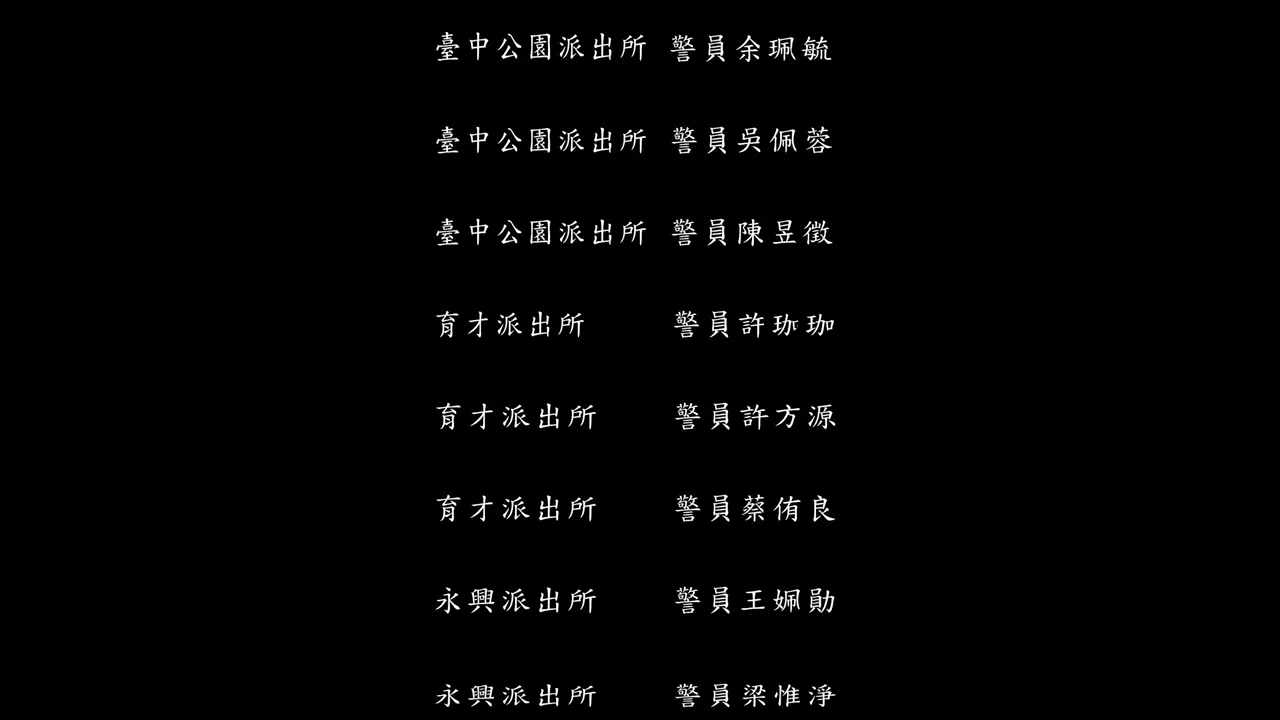 臺中公園派出所 警員余珮毓
臺中公園派出所 警員吳佩蓉
臺中公園派出所 警員陳昱徵
育才派出所 警員許珈珈
育才派出所 警員許方源
育才派出所 警員蔡侑良
永興派出所 警員王姵勛
永興派出所 警員梁惟淨